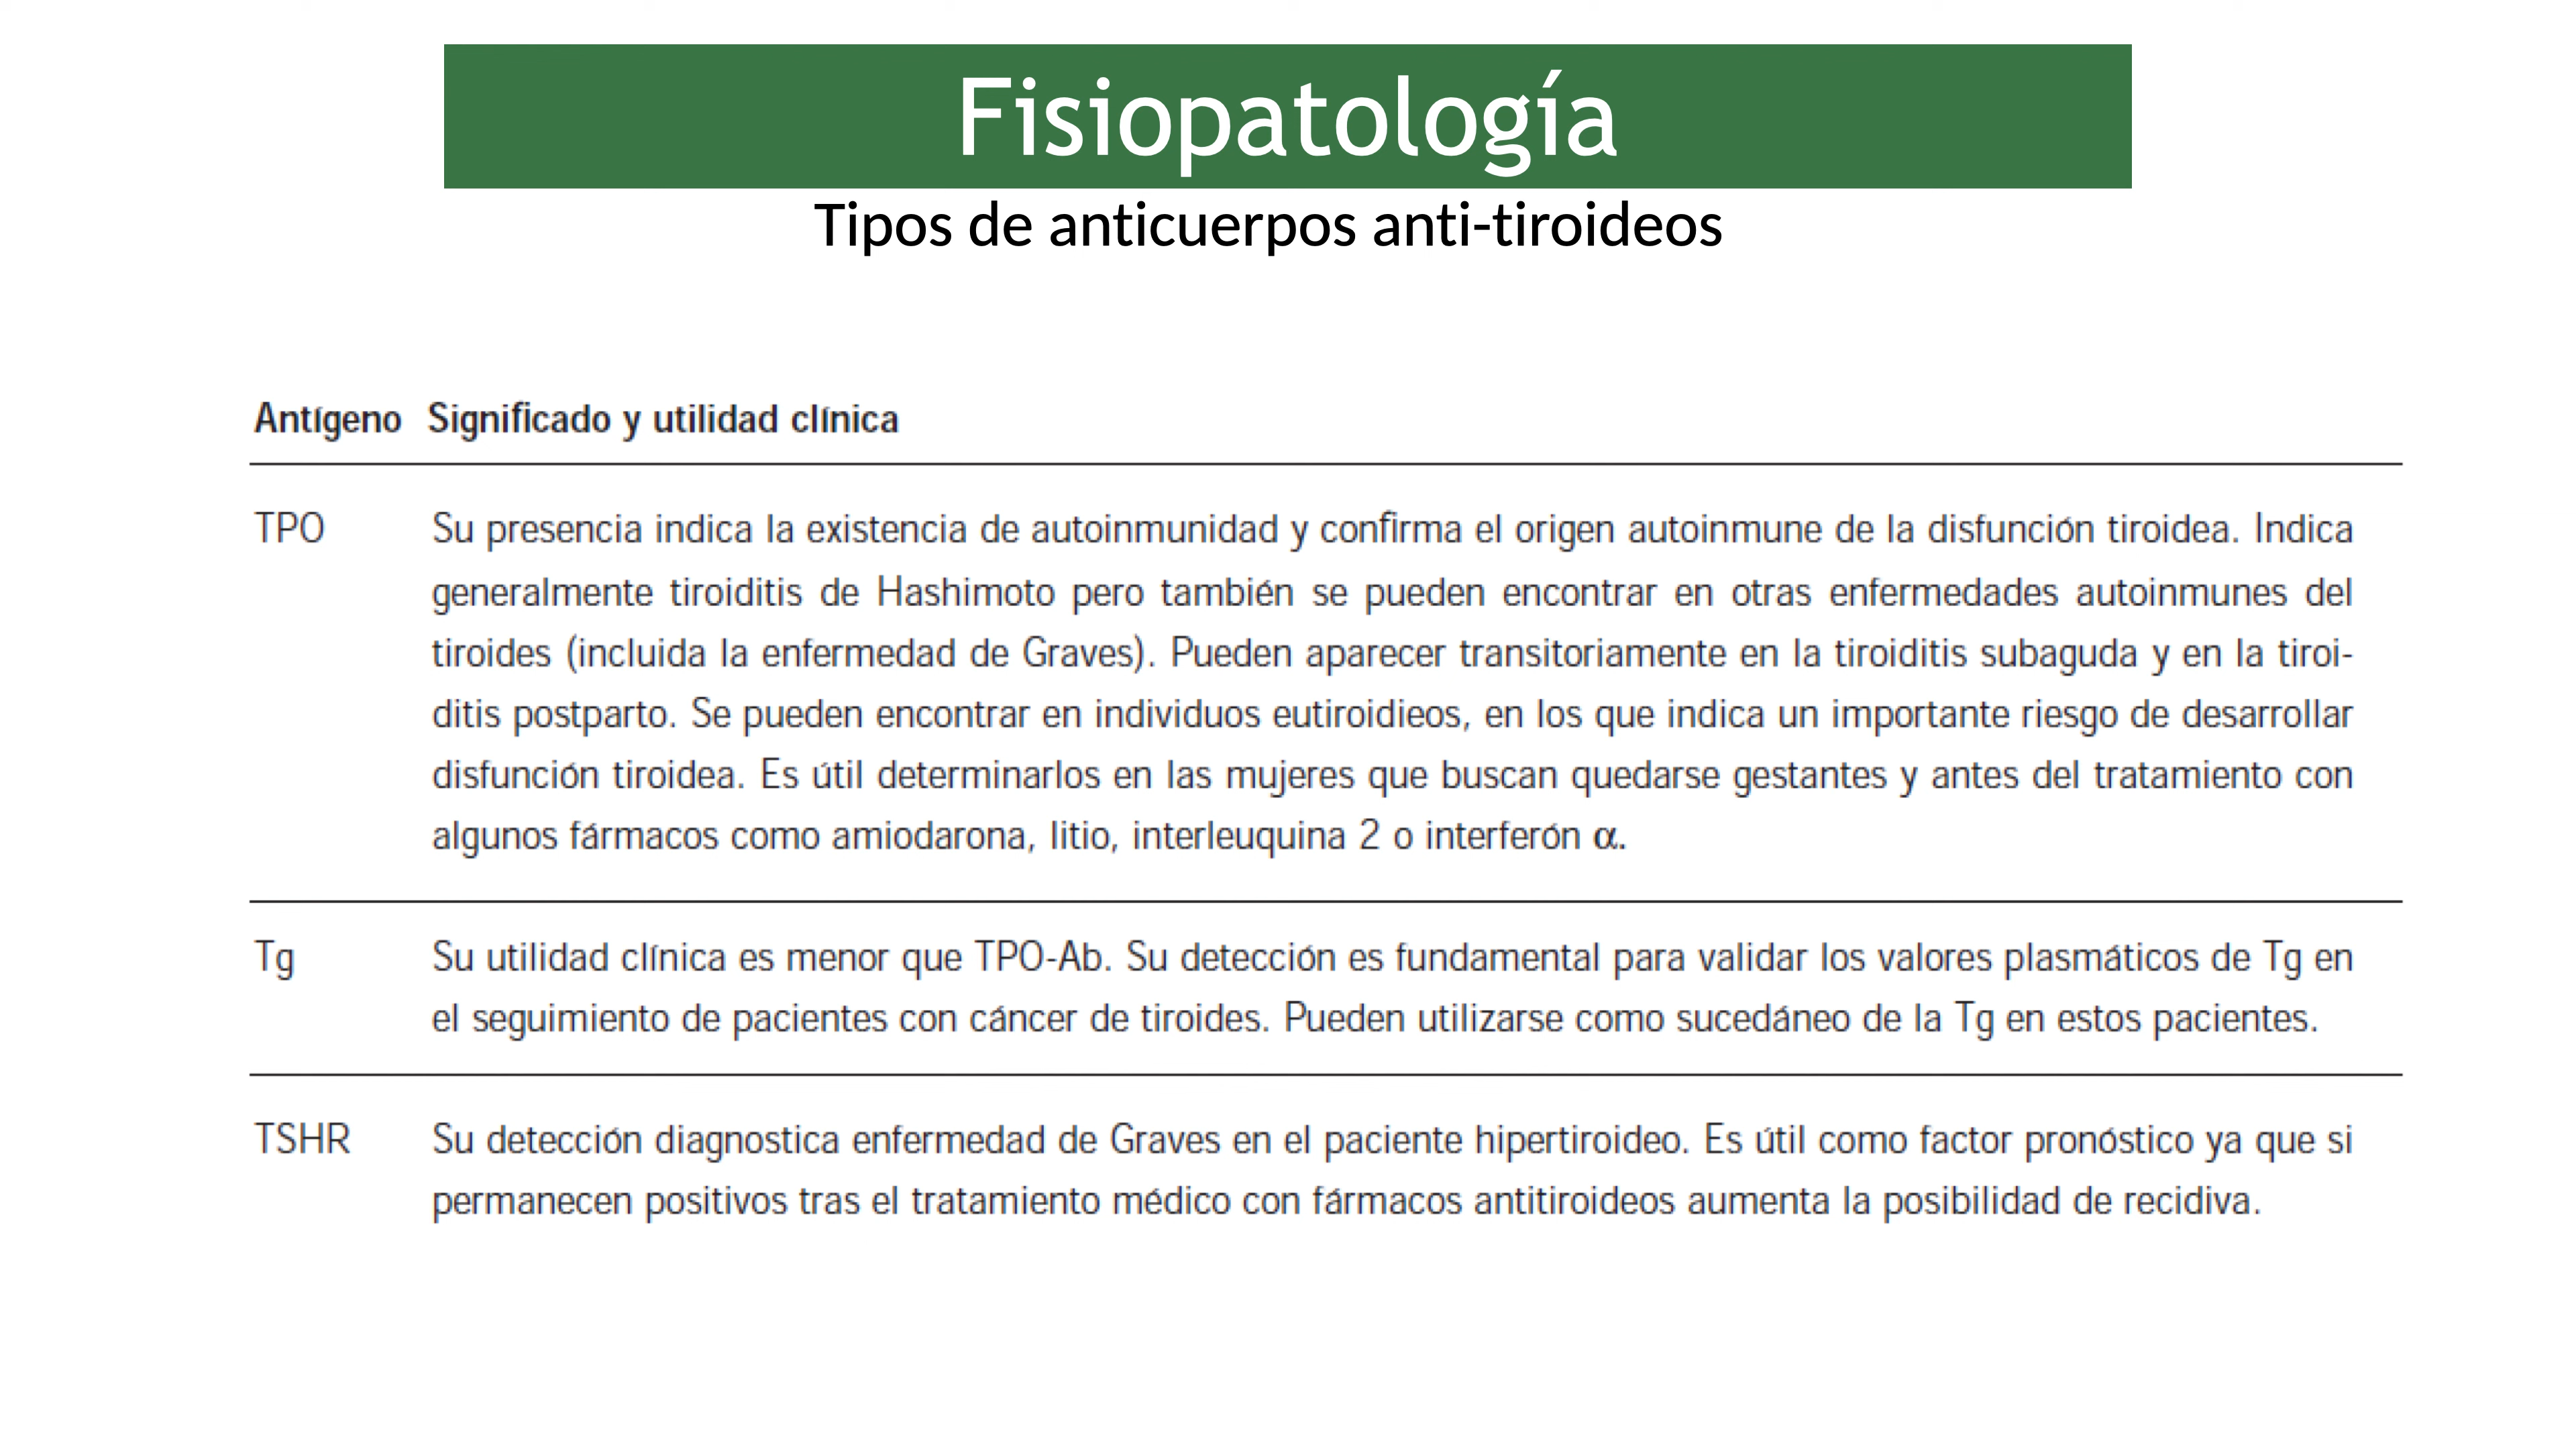 Fisiopatología
Tipos de anticuerpos anti-tiroideos
Antígeno Significado y utilidad clínica
TPO Su presencia indica la existencia de autoinmunidad y confirma el origen autoinmune de la disfunción tiroidea. Indica
generalmente tiroiditis de Hashimoto pero también se pueden encontrar en otras enfermedades autoinmunes del
tiroides (incluida la enfermedad de Graves). Pueden aparecer transitoriamente en la tiroiditis subaguda y en la tiroi-
ditis postparto. Se pueden encontrar en individuos eutiroidieos, en los que indica un importante riesgo de desarrollar
disfunción tiroidea. Es útil determinarlos en las mujeres que buscan quedarse gestantes y antes del tratamiento con
algunos fármacos como amiodarona, litio, interleuquina 2 o interferón α.
Tg Su utilidad clínica es menor que TPO-Ab. Su detección es fundamental para validar los valores plasmáticos de Tg en
el seguimiento de pacientes con cáncer de tiroides. Pueden utilizarse como sucedáneo de la Tg en estos pacientes.
TSHR Su detección diagnostica enfermedad de Graves en el paciente hipertiroideo. Es útil como factor pronóstico ya que si
permanecen positivos tras el tratamiento médico con fármacos antitiroideos aumenta la posibilidad de recidiva.